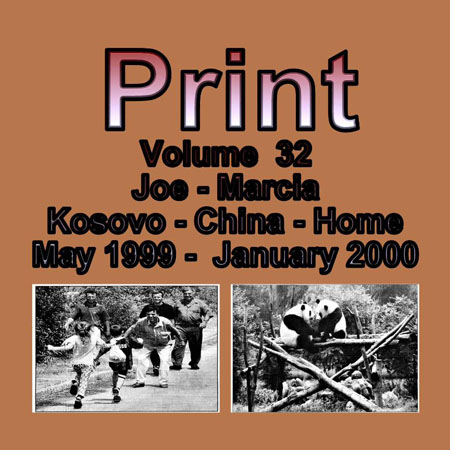 Print
Volume 32
Joe - Marcia
Kosovo - China - Home
May 1999 - January 2000